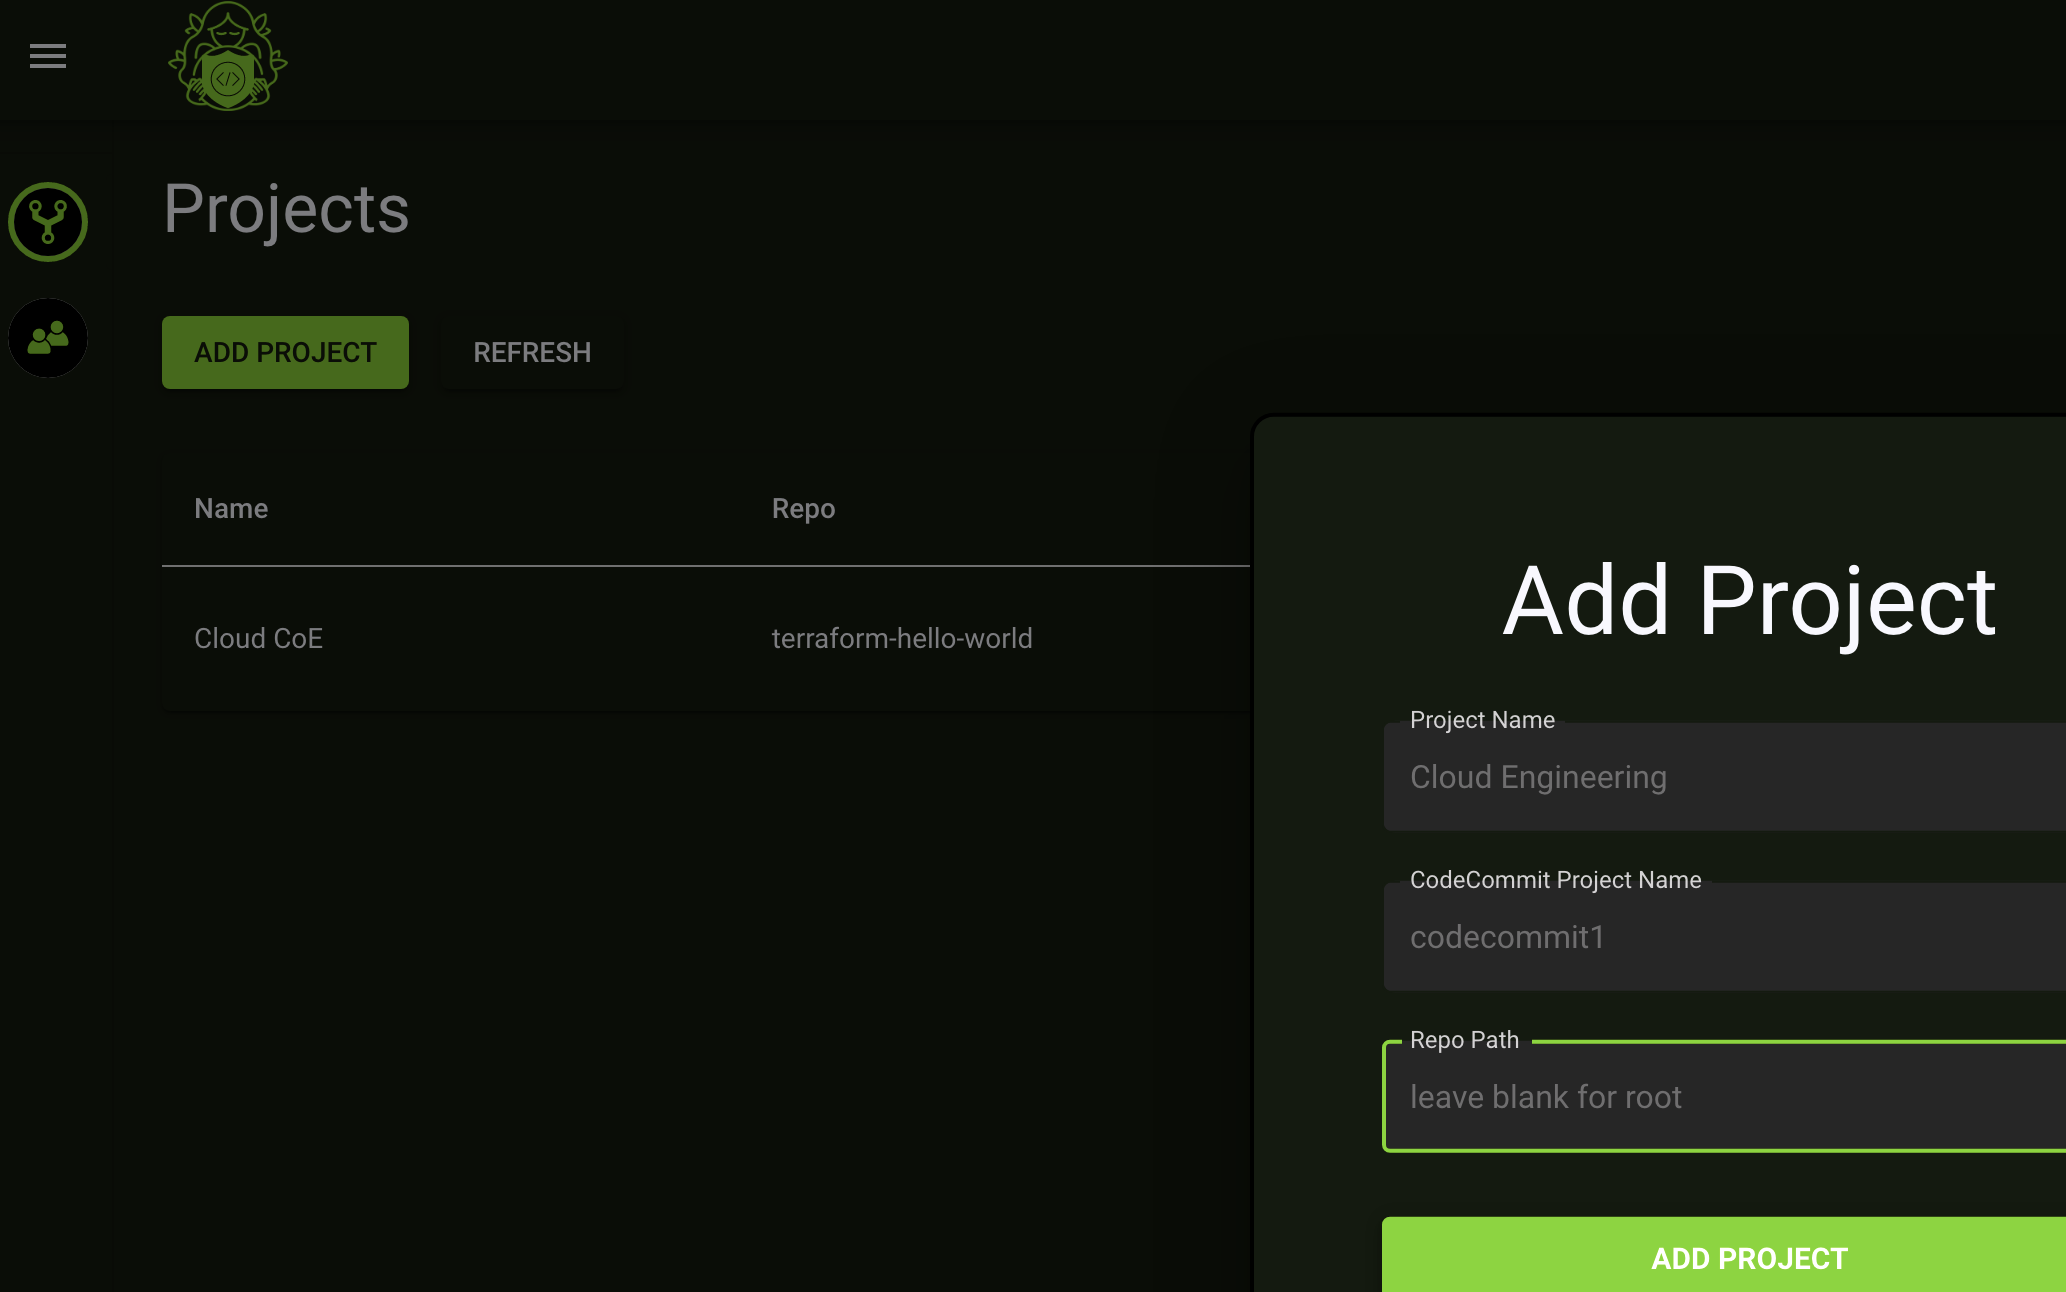 </>
Projects
ADD PROJECT REFRESH
Name Repo
Cloud CoE terraform-hello-world
Add Project
Project Name
Cloud Engineering
CodeCommit Project Name
codecommit1
Repo Path
leave blank for root
ADD PROJECT